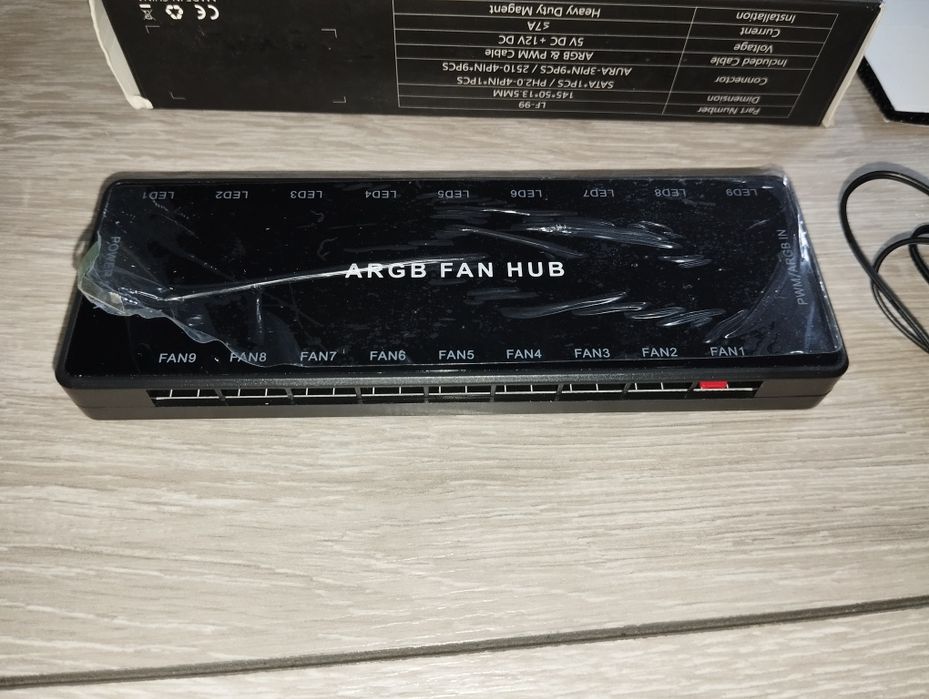 Part Number LF-99
Dimension 145*50*13.5MM
Connector SATA*1PCS / PH2.0-4PIN*1PCS
AURA-3PIN*9PCS / 2510-4PIN*9PCS
Included Cable ARGB & PWM Cable
Voltage 5V DC + 12V DC
Current ≤7A
Installation Heavy Duty Magent
CE
LED1 LED2 LED3 LED4 LED5 LED6 LED7 LED8 LED9
POWER
ARGB FAN HUB
PWM/ARGB IN
FAN9 FAN8 FAN7 FAN6 FAN5 FAN4 FAN3 FAN2 FAN1